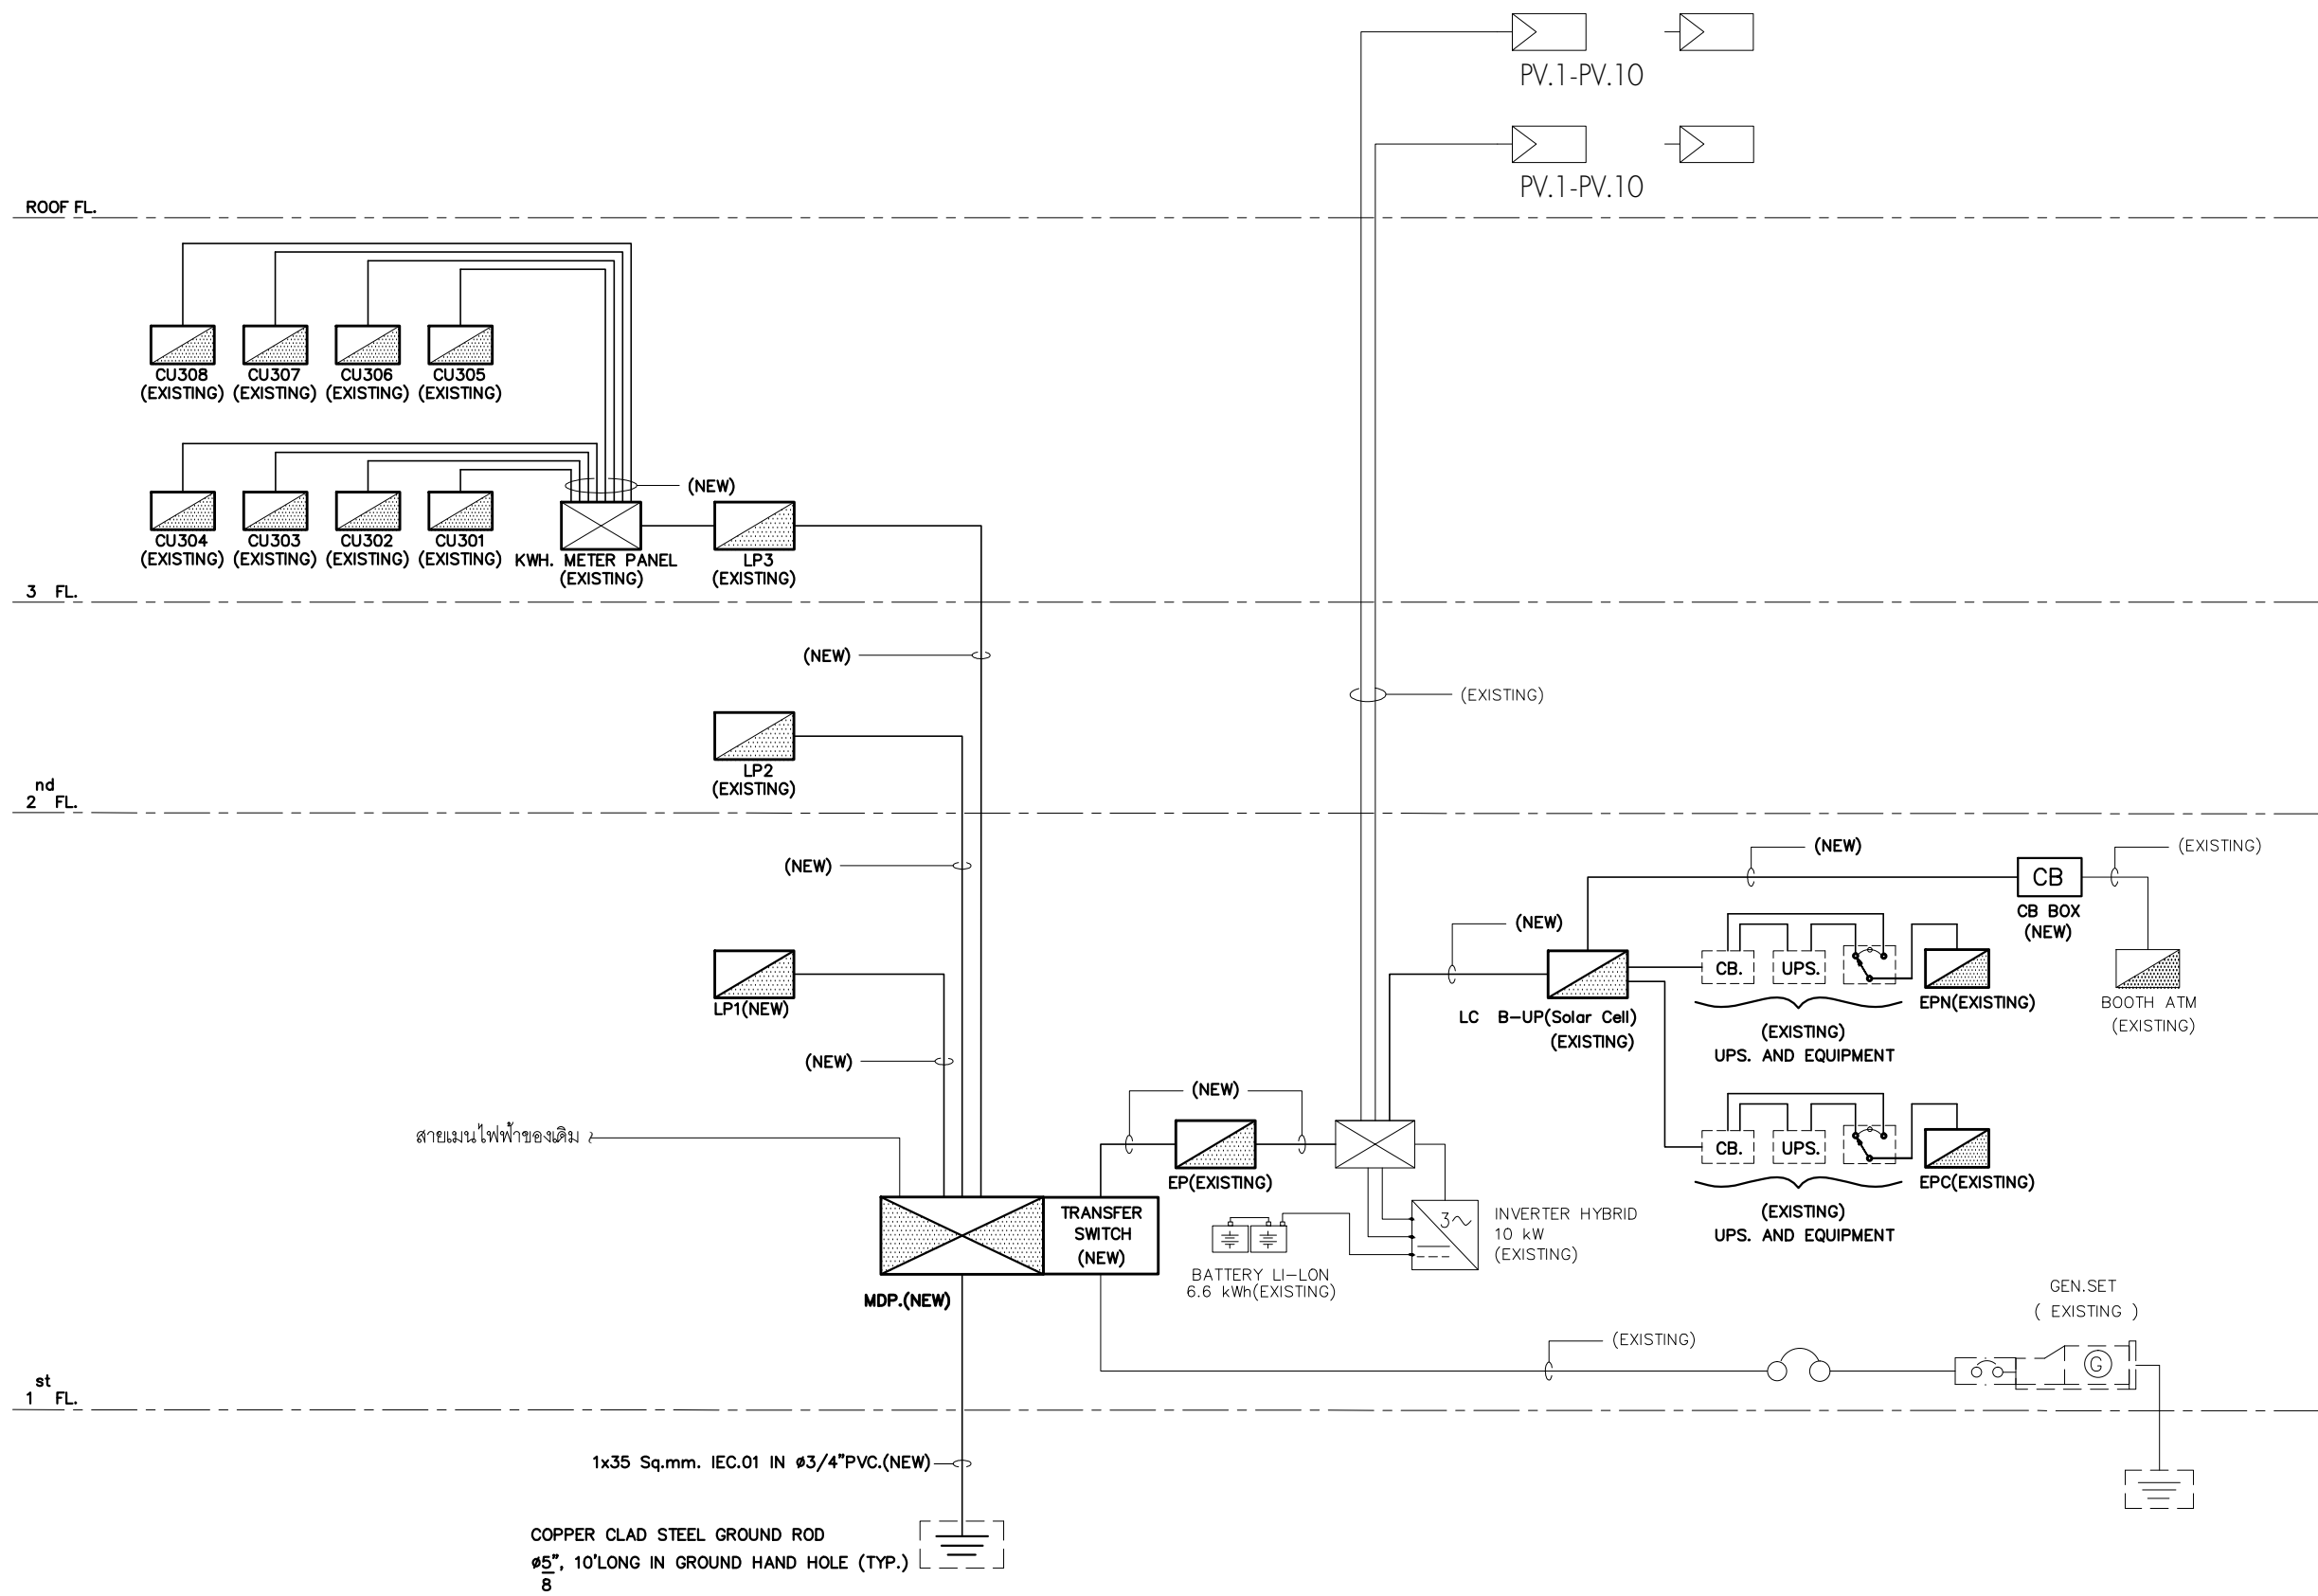 PV.1-PV.10
PV.1-PV.10
ROOF FL.
CU308
(EXISTING)
CU307
(EXISTING)
CU306
(EXISTING)
CU305
(EXISTING)
(NEW)
CU304
(EXISTING)
CU303
(EXISTING)
CU302
(EXISTING)
CU301
(EXISTING)
KWH. METER PANEL
(EXISTING)
LP3
(EXISTING)
3 FL.
(NEW)
(EXISTING)
LP2
(EXISTING)
nd
2 FL.
(NEW)
(NEW)
(EXISTING)
CB
CB BOX
(NEW)
(NEW)
LP1(NEW)
LC B-UP(Solar Cell)
(EXISTING)
CB.
UPS.
EPN(EXISTING)
(EXISTING)
UPS. AND EQUIPMENT
BOOTH ATM
(EXISTING)
(NEW)
(NEW)
สายเมนไฟฟ้าของเดิม
EP(EXISTING)
CB.
UPS.
EPC(EXISTING)
(EXISTING)
UPS. AND EQUIPMENT
TRANSFER
SWITCH
(NEW)
MDP.(NEW)
3~
INVERTER HYBRID
10 kW
(EXISTING)
BATTERY LI-LON
6.6 kWh(EXISTING)
GEN.SET
( EXISTING )
G
(EXISTING)
st
1 FL.
1x35 Sq.mm. IEC.01 IN ø3/4"PVC.(NEW)
COPPER CLAD STEEL GROUND ROD
ø5", 10'LONG IN GROUND HAND HOLE (TYP.)
8